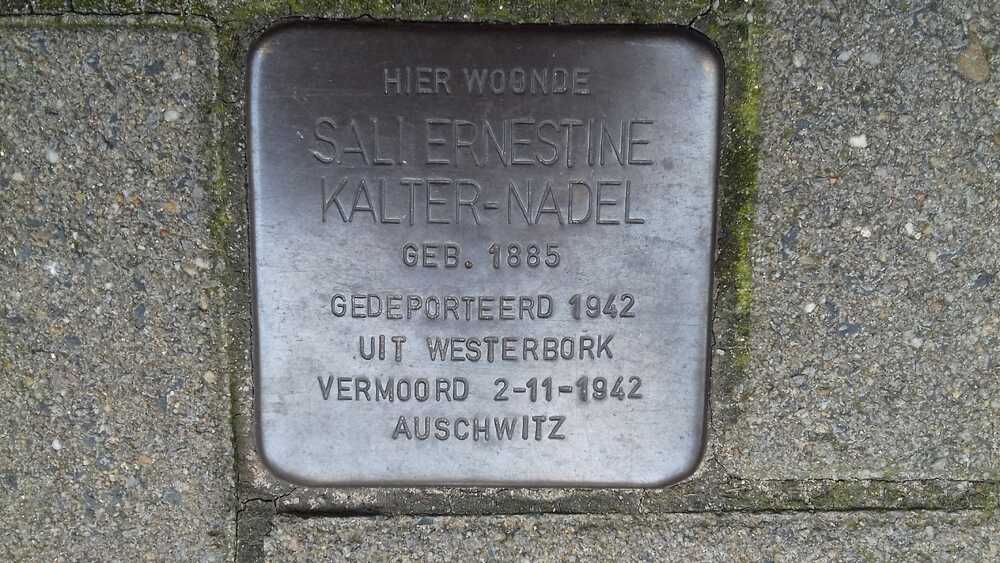 HIER WOONDE
SALI ERNESTINE
KALTER-NADEL
GEB. 1885
GEDEPORTEERD 1942
UIT WESTERBORK
VERMOORD 2-11-1942
AUSCHWITZ